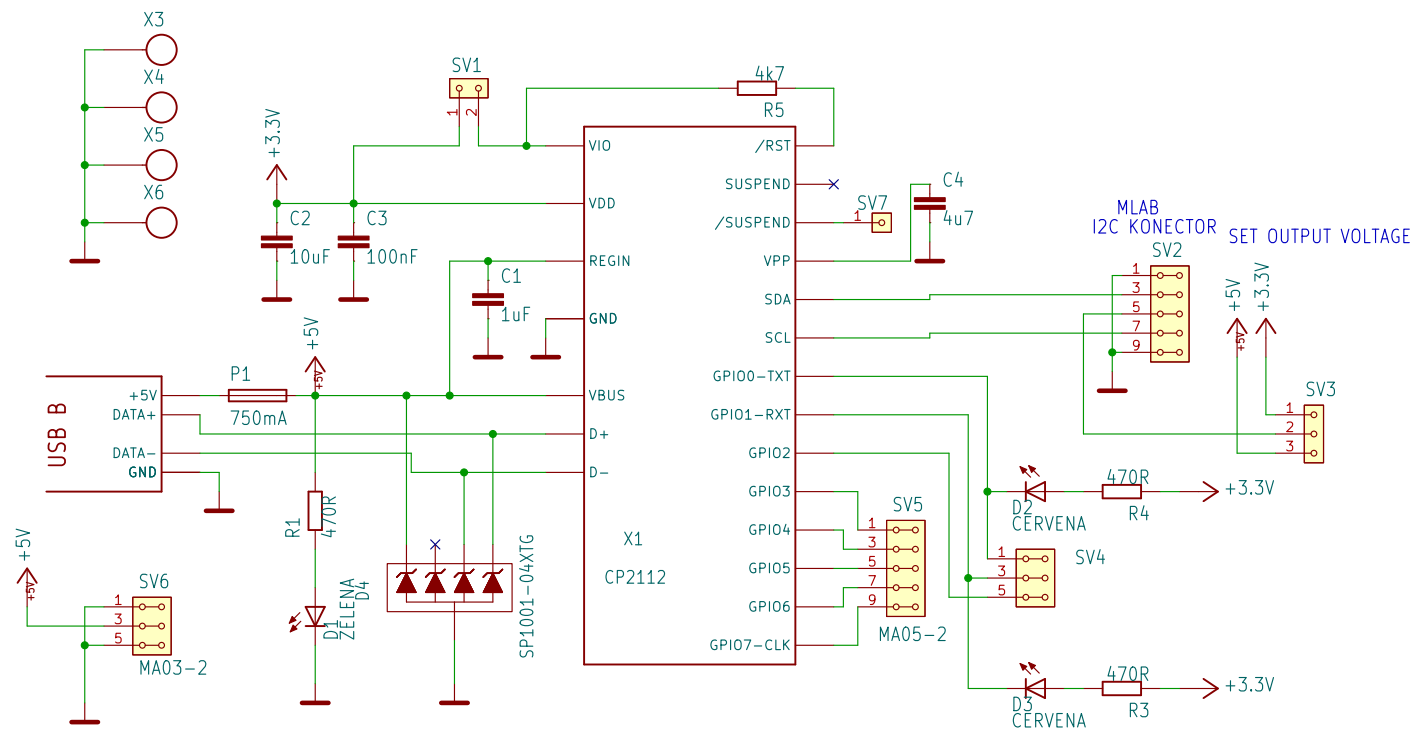 X3
X4
X5
X6
+3.3V
C2
10uF
C3
100nF
SV1
1
2
4k7
R5
VIO
VDD
REGIN
GND
VBUS
D+
D-
/RST
SUSPEND
/SUSPEND
VPP
SDA
SCL
GPIO0-TXT
GPIO1-RXT
GPIO2
GPIO3
GPIO4
GPIO5
GPIO6
GPIO7-CLK
X1
CP2112
C1
1uF
SV7
1
C4
4u7
MLAB
I2C KONECTOR
SV2
1
3
5
7
9
SET OUTPUT VOLTAGE
+5V
+5V
+3.3V
SV3
1
2
3
USB B
+5V
DATA+
DATA-
GND
P1
750mA
+5V
+5V
R1
470R
D1
ZELENA
D4
SP1001-04XTG
+5V
+5V
SV6
1
3
5
MA03-2
SV5
1
3
5
7
9
MA05-2
D2
CERVENA
470R
R4
+3.3V
SV4
1
3
5
D3
CERVENA
470R
R3
+3.3V